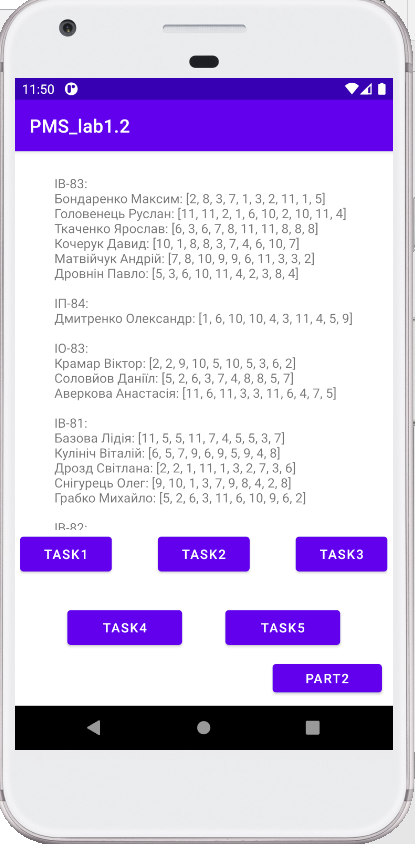 11:50
PMS_lab1.2
ІВ-83:
Бондаренко Максим: [2, 8, 3, 7, 1, 3, 2, 11, 1, 5]
Головенець Руслан: [11, 11, 2, 1, 6, 10, 2, 10, 11, 4]
Ткаченко Ярослав: [6, 3, 6, 7, 8, 11, 11, 8, 8, 8]
Кочерук Давид: [10, 1, 8, 8, 3, 7, 4, 6, 10, 7]
Матвійчук Андрій: [7, 8, 10, 9, 9, 6, 11, 3, 3, 2]
Дровнін Павло: [5, 3, 6, 10, 11, 4, 2, 3, 8, 4]
ІП-84:
Дмитренко Олександр: [1, 6, 10, 10, 4, 3, 11, 4, 5, 9]
ІО-83:
Крамар Віктор: [2, 2, 9, 10, 5, 10, 5, 3, 6, 2]
Соловйов Даніїл: [5, 2, 6, 3, 7, 4, 8, 8, 5, 7]
Аверкова Анастасія: [11, 6, 11, 3, 3, 11, 6, 4, 7, 5]
ІВ-81:
Базова Лідія: [11, 5, 5, 11, 7, 4, 5, 5, 3, 7]
Кулініч Віталій: [6, 5, 7, 9, 6, 9, 5, 9, 4, 8]
Дрозд Світлана: [2, 2, 1, 11, 1, 3, 2, 7, 3, 6]
Снігурець Олег: [9, 10, 1, 3, 7, 9, 8, 4, 2, 8]
Грабко Михайло: [5, 2, 6, 3, 11, 6, 10, 9, 6, 2]
ІВ-82:
TASK1 TASK2 TASK3
TASK4 TASK5
PART2